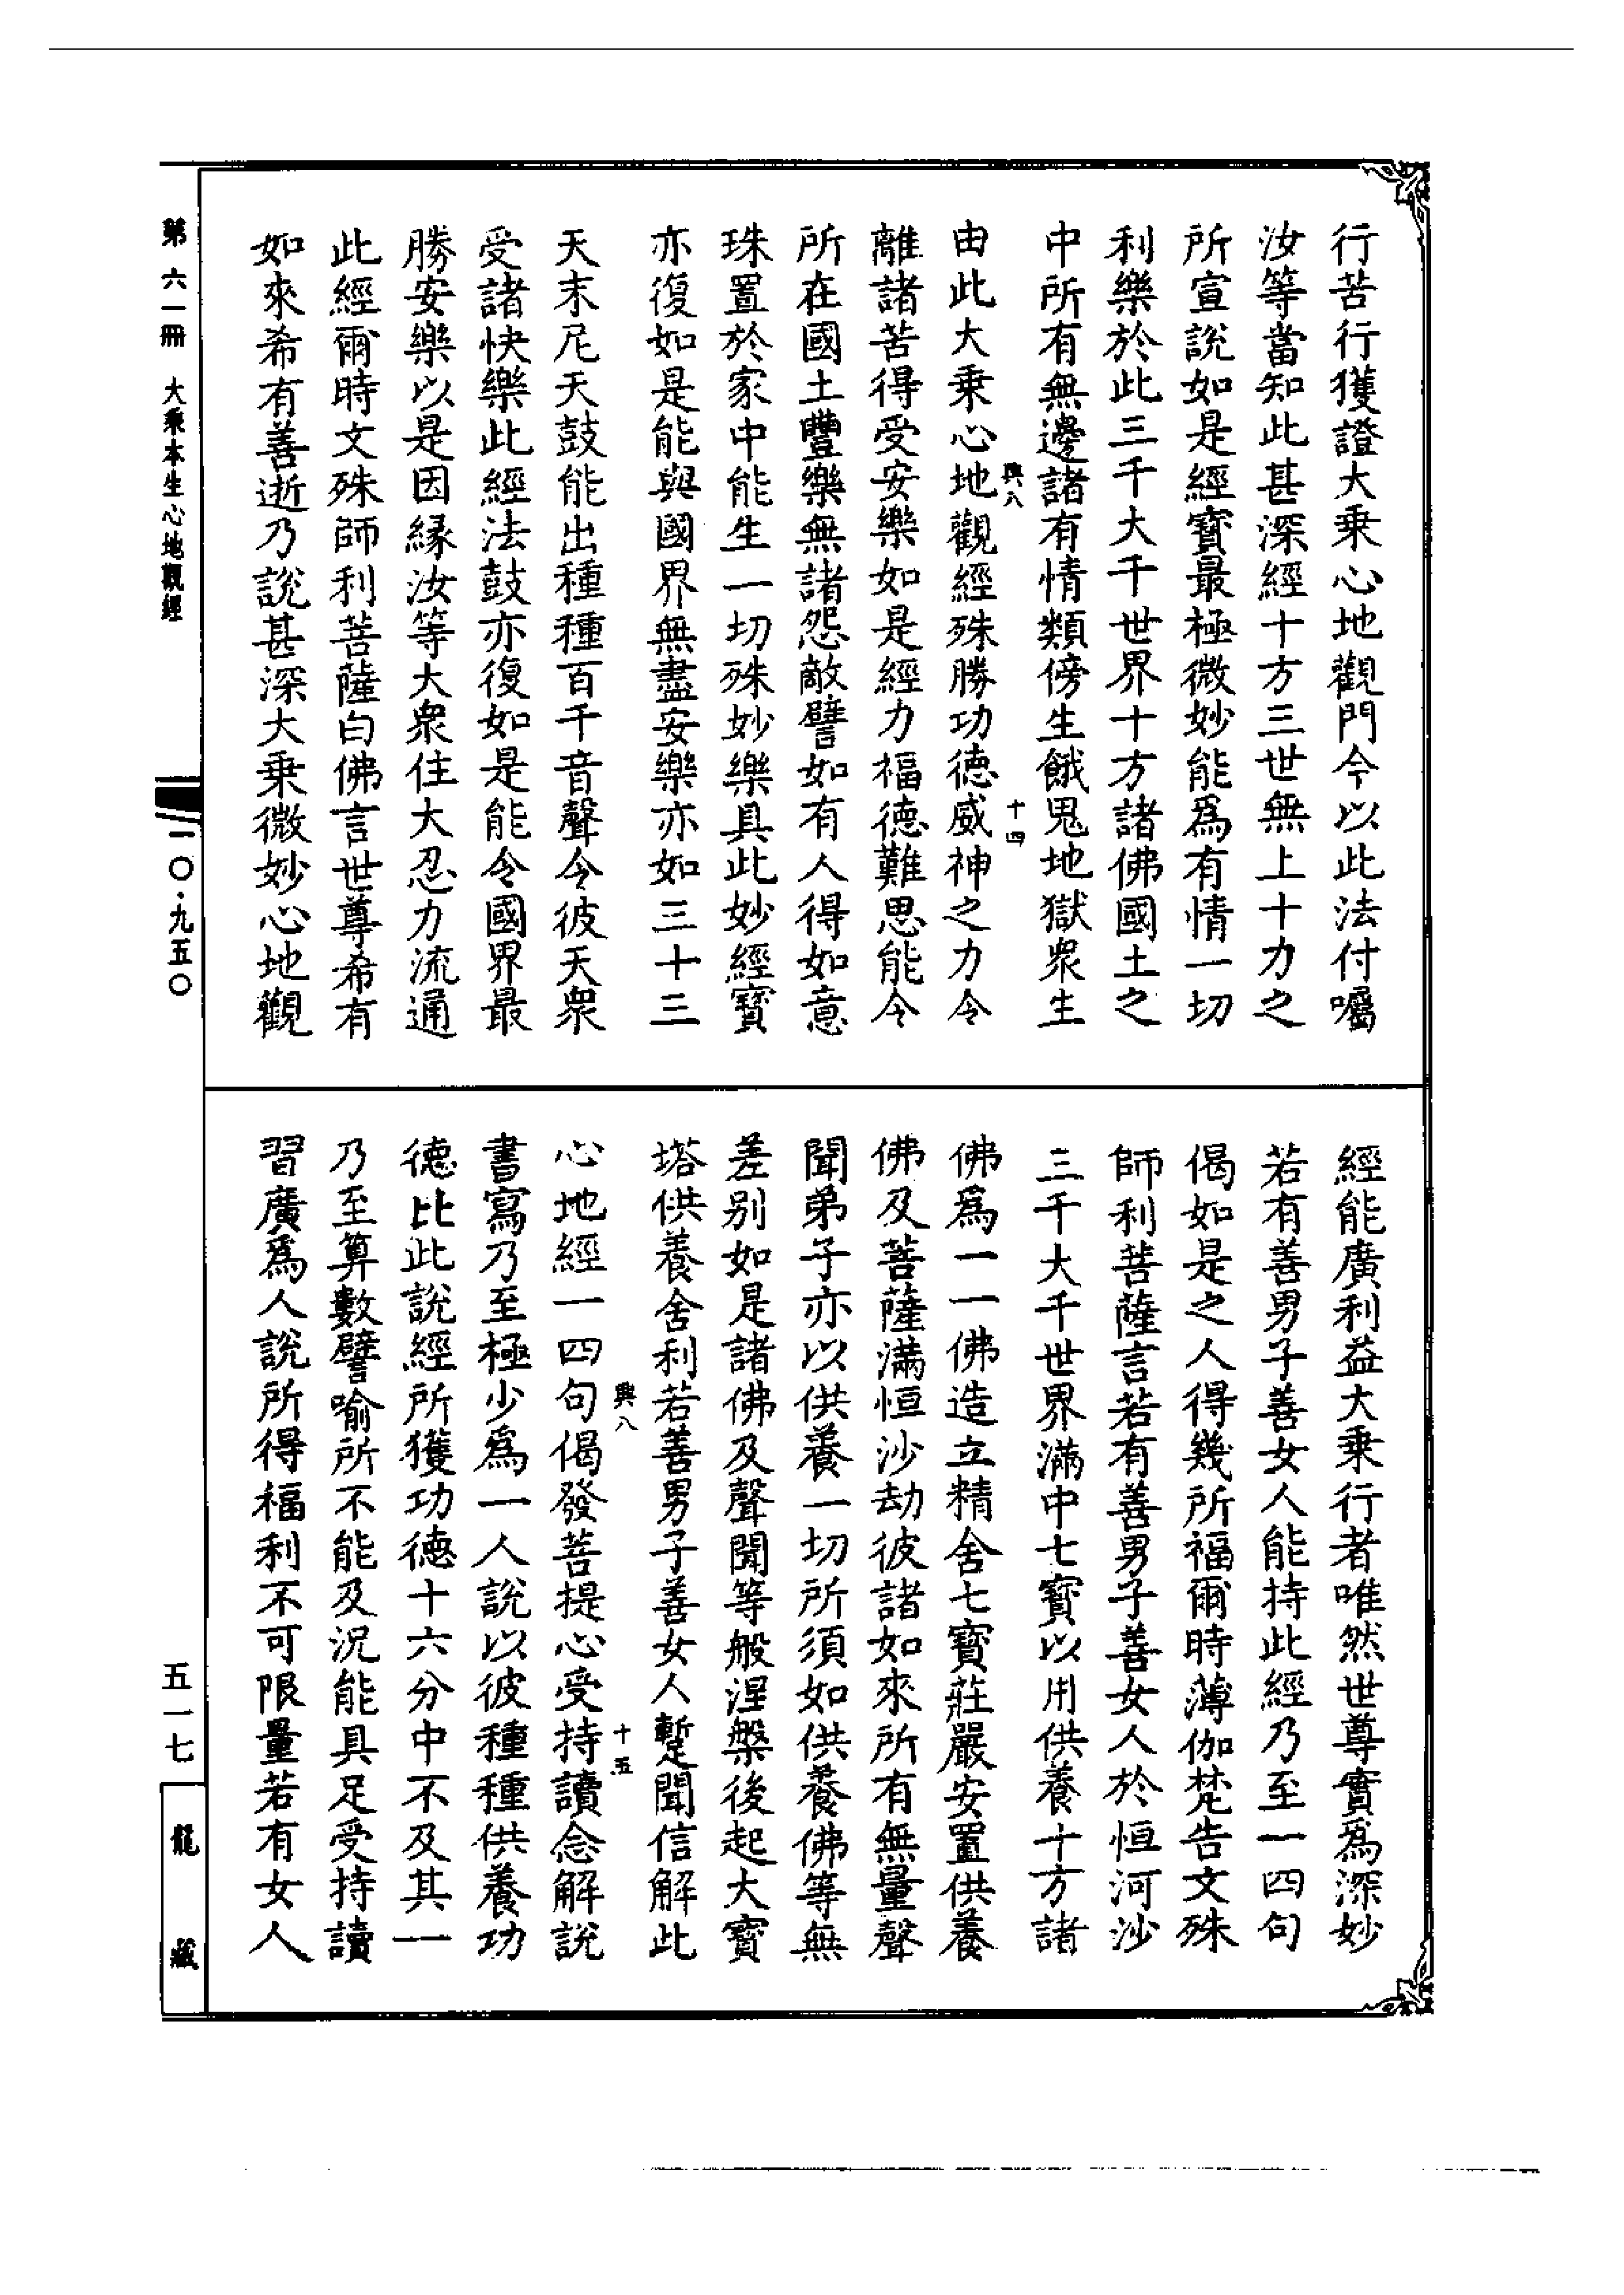 行苦行獲證大乘心地觀門今以此法付囑
汝等當知此甚深經十方三世無上十力之
所宣說如是經寶最極微妙能為有情一切
利樂於此三千大千世界十方諸佛國土之
中所有無邊諸有情類傍生餓鬼地獄衆生
興八
十四
由此大乘心地觀經殊勝功德威神之力令
離諸苦得受安樂如是經力福德難思能令
所在國土豐樂無諸怨敵譬如有人得如意
珠置於家中能生一切殊妙樂具此妙經寶
亦復如是能與國界無盡安樂亦如三十三
天末尼天鼓能出種種百千音聲令彼天衆
受諸快樂此經法鼓亦復如是能令國界最
勝安樂以是因緣汝等大衆住大忍力流通
此經爾時文殊師利菩薩白佛言世尊希有
如來希有善逝乃說甚深大乘微妙心地觀
經能廣利益大乘行者唯然世尊實為深妙
若有善男子善女人能持此經乃至一四句
偈如是之人得幾所福爾時薄伽梵告文殊
師利菩薩言若有善男子善女人於恒河沙
三千大千世界滿中七寶以用供養十方諸
佛為一一佛造立精舍七寶莊嚴安置供養
佛及菩薩滿恒沙劫彼諸如來所有無量聲
聞弟子亦以供養一切所須如供養佛等無
差别如是諸佛及聲聞等般涅槃後起大寶
塔供養舍利若善男子善女人蹔聞信解此
興八
十五
心地經一四句偈發菩提心受持讀念解說
書寫乃至極少為一人說以彼種種供養功
德比此說經所獲功德十六分中不及其一
乃至算數譬喻所不能及況能具足受持讀
習廣為人說所得福利不可限量若有女人
第六一冊 大乘本生心地觀經
一〇·九五〇
五一七
龍藏